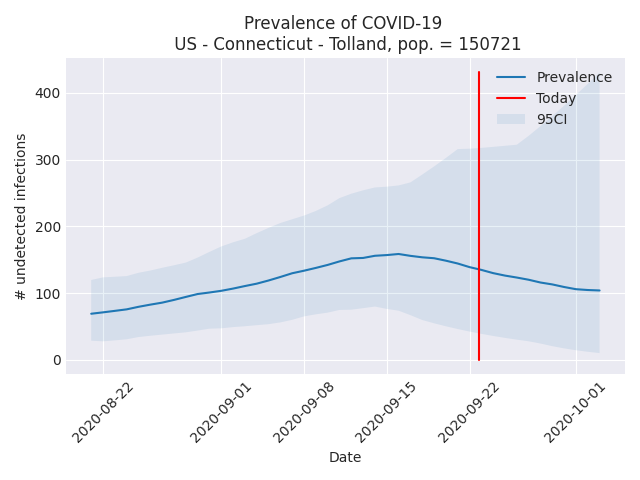 Prevalence of COVID-19
US - Connecticut - Tolland, pop. = 150721
Prevalence
Today
95CI
400
300
200
100
0
# undetected infections
2020-08-22
2020-09-01
2020-09-08
2020-09-15
2020-09-22
2020-10-01
Date